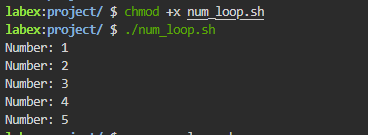 labex:project/ $ chmod +x num_loop.sh
labex:project/ $ ./num_loop.sh
Number: 1
Number: 2
Number: 3
Number: 4
Number: 5